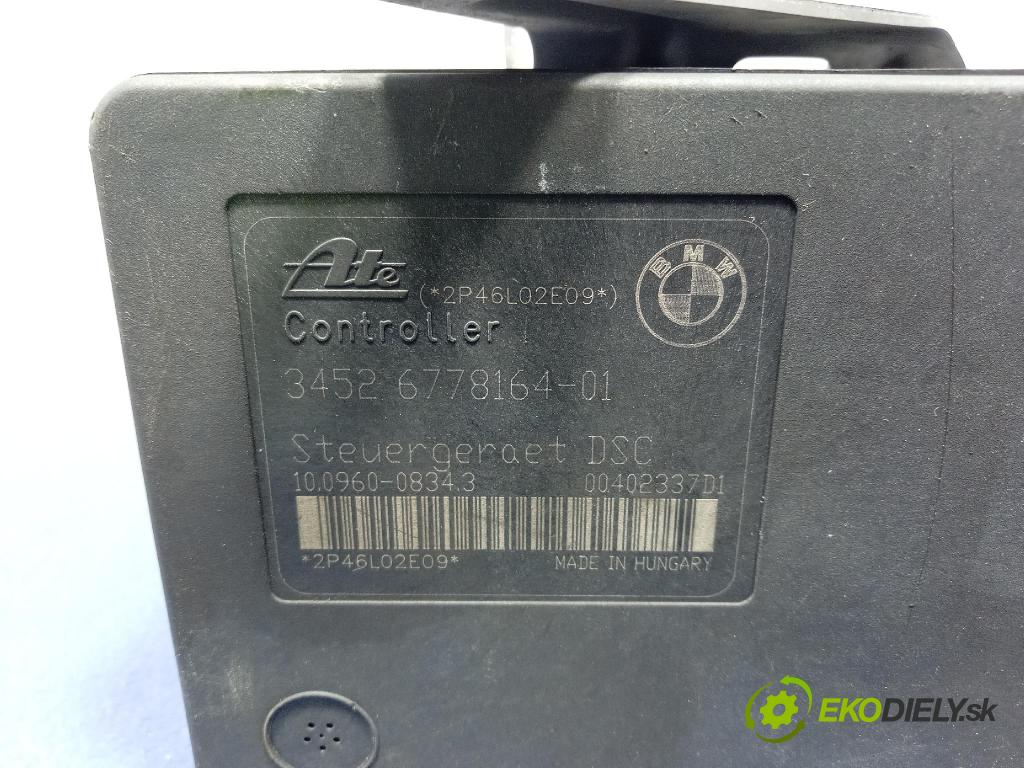 Ate
(*2P46L02E09*)
BMW
Controller
3452 6778164-01
Steuergeraet DSC
10.0960-0834.3 00402337D1
*2P46L02E09* MADE IN HUNGARY
EKODIELY.sk